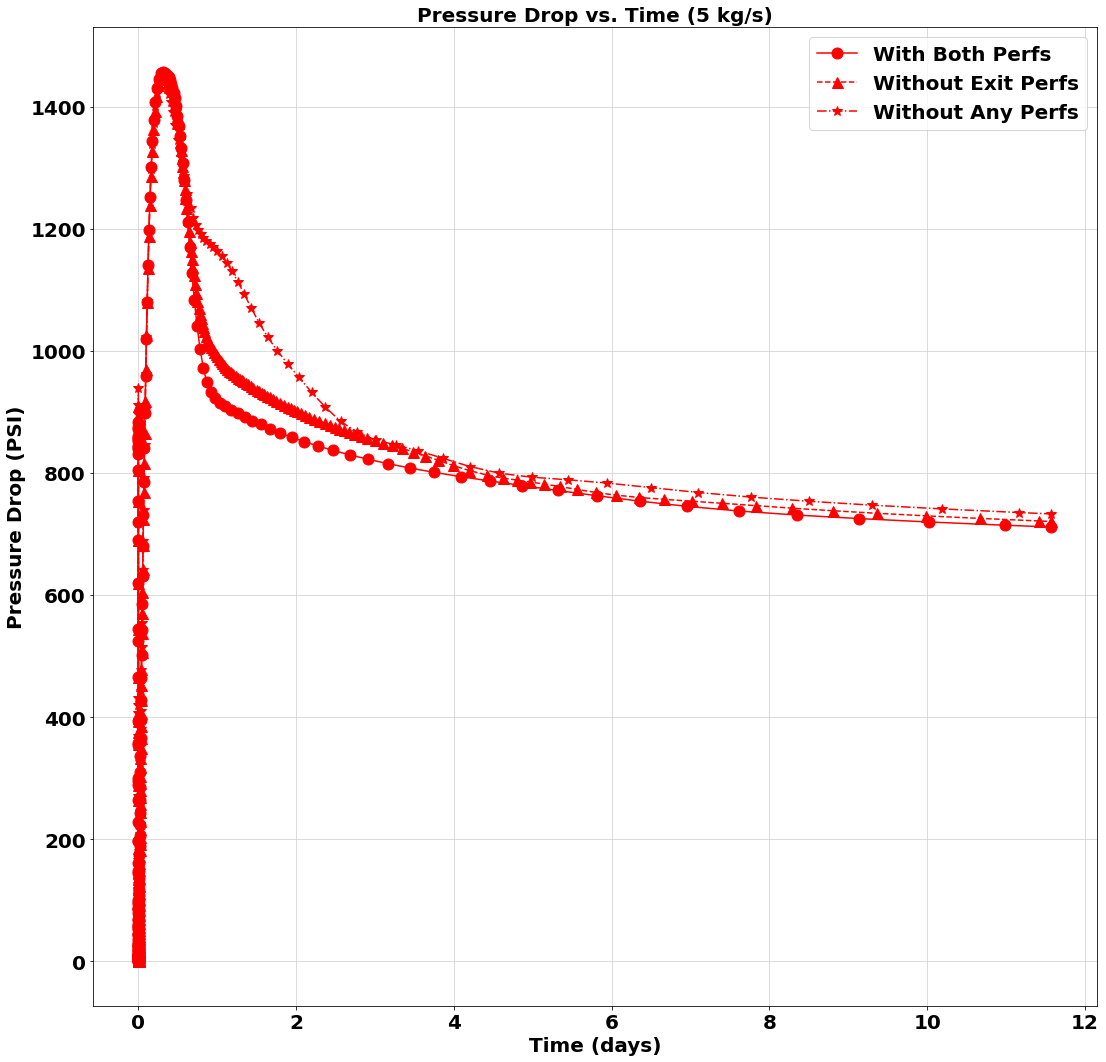 Pressure Drop vs. Time (5 kg/s)
With Both Perfs
Without Exit Perfs
Without Any Perfs
Pressure Drop (PSI)
1400
1200
1000
800
600
400
200
0
0 2 4 6 8 10 12
Time (days)